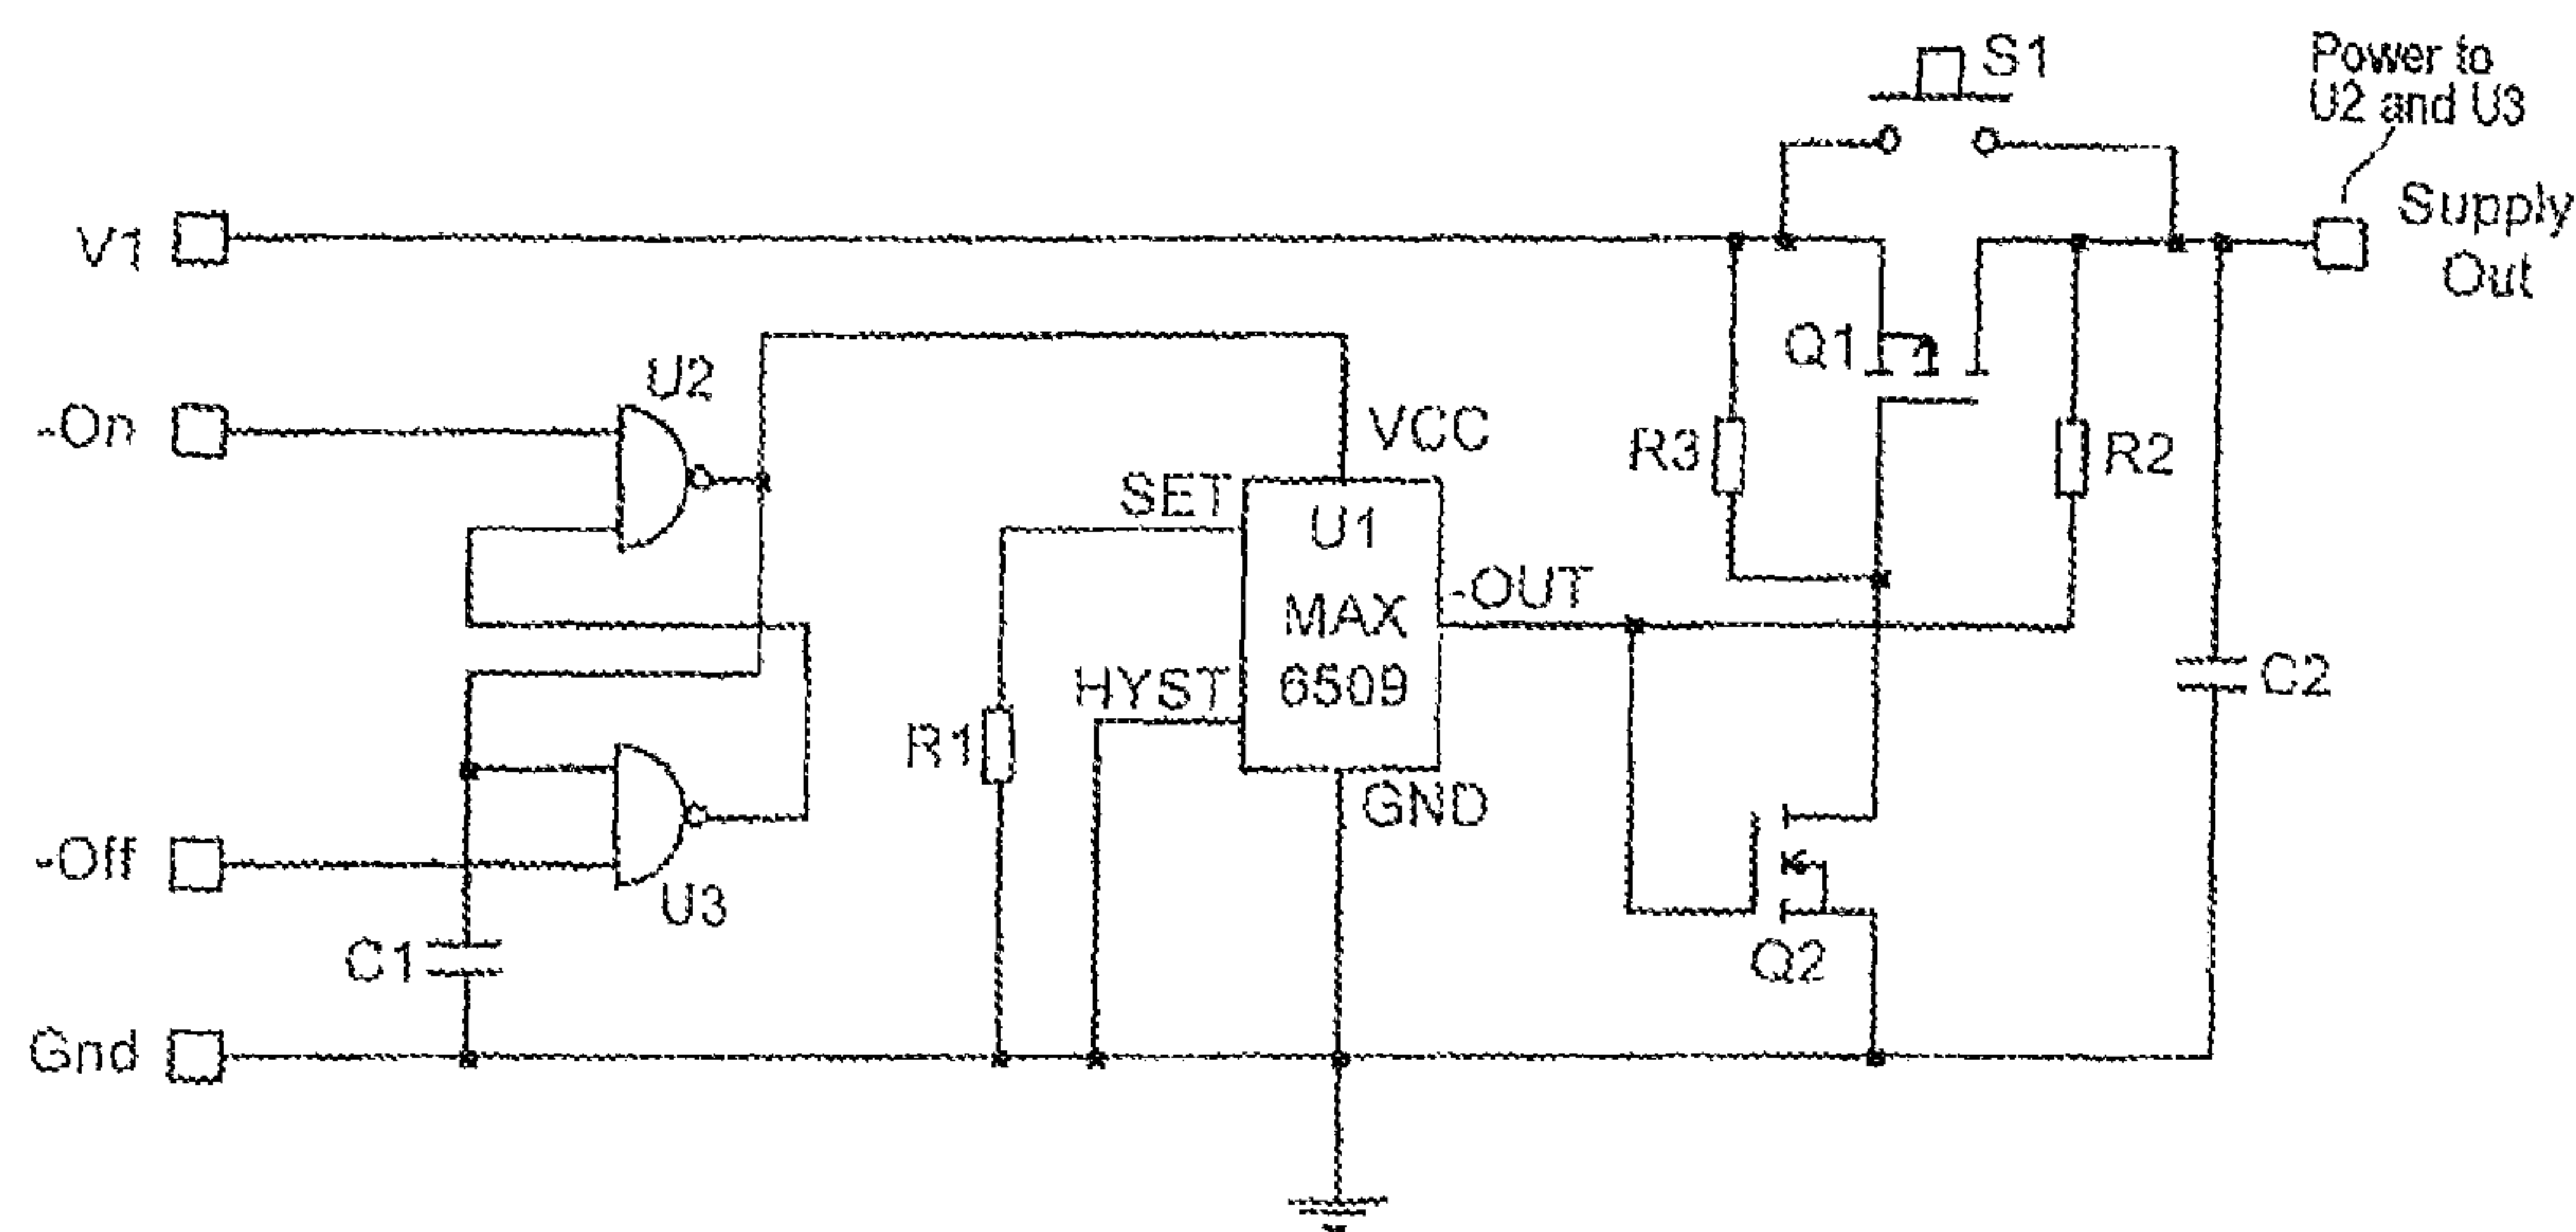 S1
Power to
U2 and U3
V1
Supply
Out
-On
U2
Q1
VCC
R3
R2
SET
U1
MAX
6509
-OUT
HYST
C2
R1
GND
-Off
U3
C1
Q2
Gnd